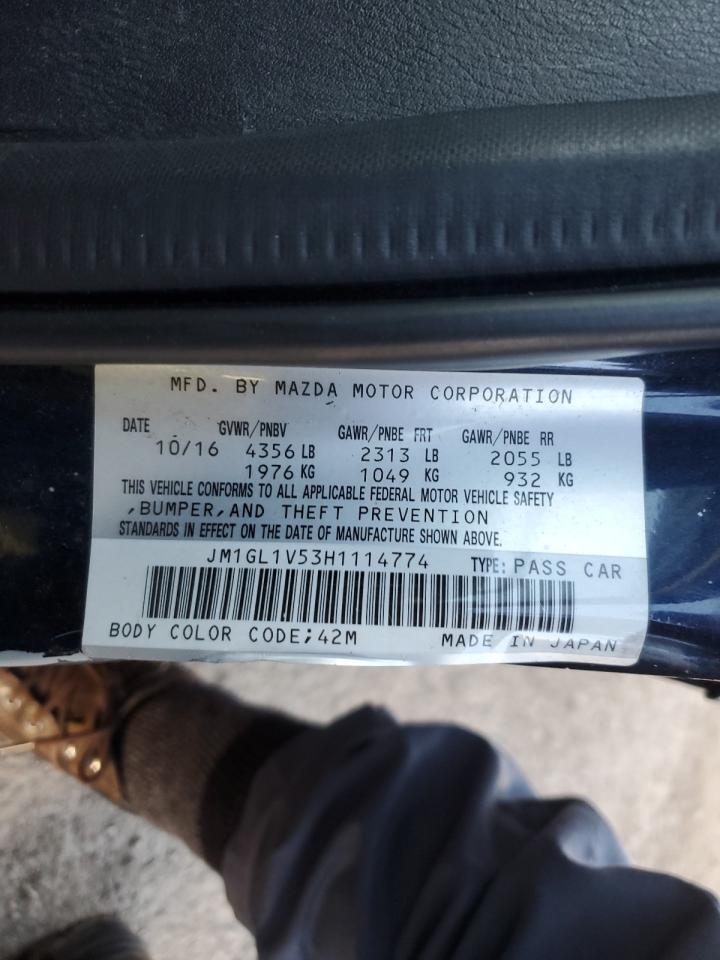 MFD. BY MAZDA MOTOR CORPORATION
DATE GVWR/PNBV GAWR/PNBE FRT GAWR/PNBE RR
10/16 4356 LB 2313 LB 2055 LB
1976 KG 1049 KG 932 KG
THIS VEHICLE CONFORMS TO ALL APPLICABLE FEDERAL MOTOR VEHICLE SAFETY
,BUMPER,AND THEFT PREVENTION
STANDARDS IN EFFECT ON THE DATE OF MANUFACTURE SHOWN ABOVE.
JM1GL1V53H1114774 TYPE: PASS CAR
BODY COLOR CODE;42M MADE IN JAPAN